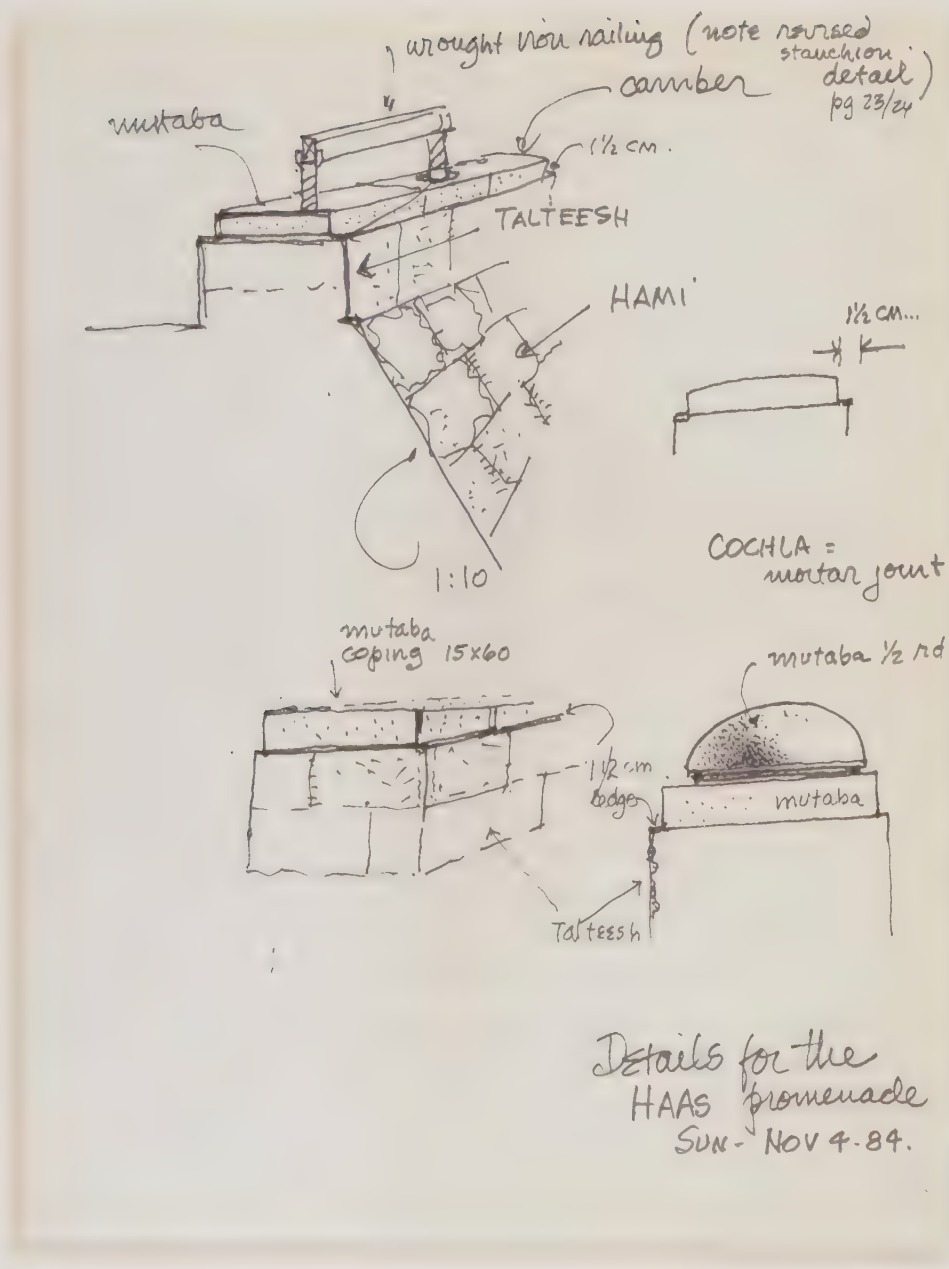 wrought iron railing (note revised
stauchion
detail)
pg 23/24
camber
mutaba
1½ CM.
TALTEESH
HAMI
1½ CM...
1:10
COCHLA =
mortar joint
mutaba
coping 15x60
mutaba ½ rd
1½ cm
mutaba
Talteesh
Details for the
HAAS promenade
SUN- NOV 4-84.